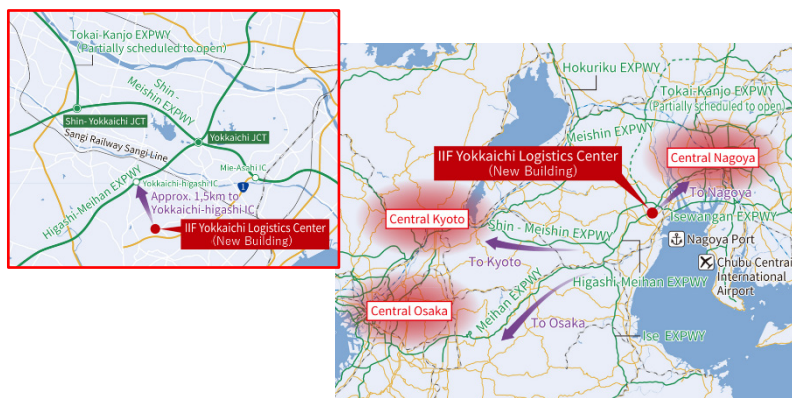 Tokai-Kanjo EXPWY
(Partially scheduled to open)
Shin -
Meishin EXPWY
Shin- Yokkaichi JCT
Yokkaichi JCT
Sangi Railway Sangi Line
Mie-Asahi IC
1
Yokkaichi-higashi IC
Approx. 1,5km to
Yokkaichi-higashi IC
Higashi-Meihan EXPWY
IIF Yokkaichi Logistics Center
(New Building)
Hokuriku EXPWY
Tokai-Kanjo EXPWY
(Partially scheduled to open)
Meishin EXPWY
IIF Yokkaichi Logistics Center
(New Building)
Central Nagoya
To Nagoya
Central Kyoto
Isewangan EXPWY
Shin - Meishin EXPWY
Nagoya Port
To Kyoto
Chubu Centrair
International
Airport
Higashi-Meihan EXPWY
Central Osaka
Meihan EXPWY
To Osaka
Ise EXPWY